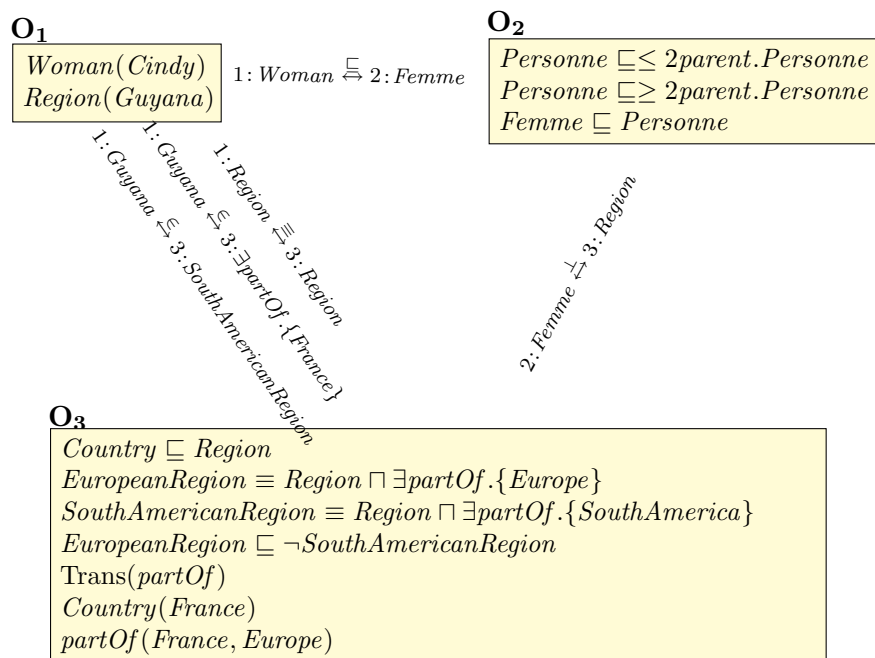 O₁
Woman(Cindy)
Region(Guyana)
1: Woman ⊑↔ 2: Femme
O₂
Personne ⊑≤ 2parent.Personne
Personne ⊑≥ 2parent.Personne
Femme ⊑ Personne
1: Guyana ∈↔ 3: SouthAmericanRegion
1: Guyana ∈↔ 3: ∃partOf.{France}
1: Region ≡↔ 3: Region
2: Femme ⊥↔ 3: Region
O₃
Country ⊑ Region
EuropeanRegion ≡ Region ⊓ ∃partOf.{Europe}
SouthAmericanRegion ≡ Region ⊓ ∃partOf.{SouthAmerica}
EuropeanRegion ⊑ ¬SouthAmericanRegion
Trans(partOf)
Country(France)
partOf(France, Europe)